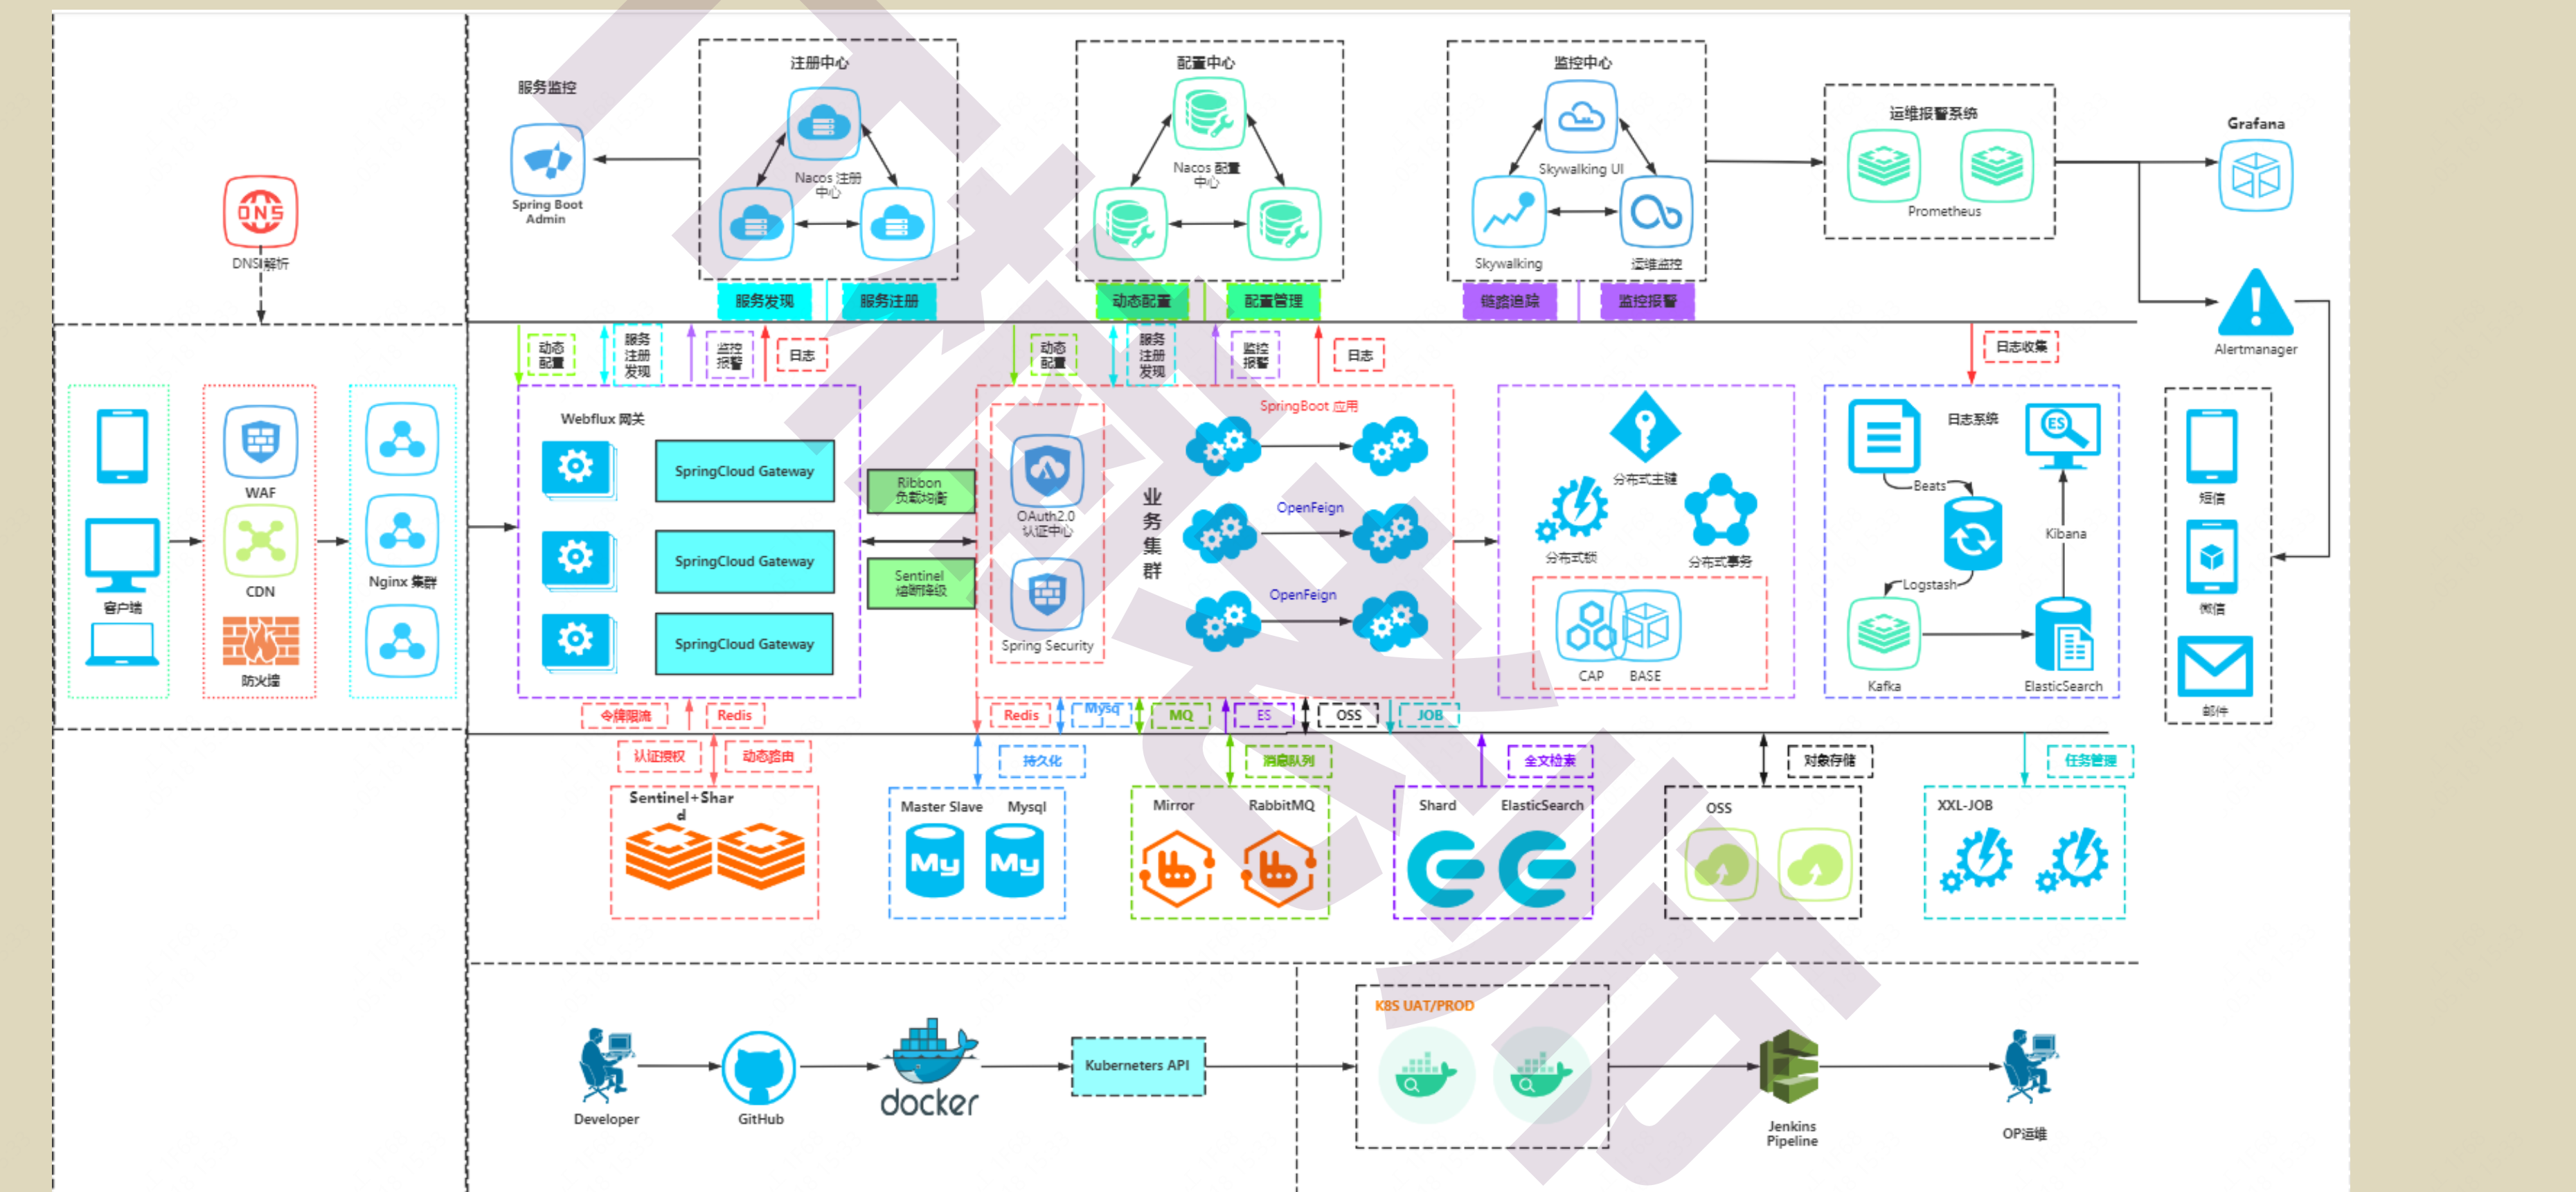 注册中心
配置中心
监控中心
服务监控
运维报警系统
Grafana
DNS
DNS 解析
Spring Boot
Admin
Nacos 注册
中心
Nacos 配置
中心
Skywalking UI
Skywalking
运维监控
Prometheus
服务发现
服务注册
动态配置
配置管理
链路追踪
监控报警
Alertmanager
动态
配置
服务
注册
发现
监控
报警
日志
动态
配置
服务
注册
发现
监控
报警
日志
日志收集
客户端
WAF
CDN
防火墙
Nginx 集群
Webflux 网关
SpringCloud Gateway
SpringCloud Gateway
SpringCloud Gateway
Ribbon
负载均衡
Sentinel
熔断降级
OAuth2.0
认证中心
Spring Security
业
务
集
群
SpringBoot 应用
OpenFeign
OpenFeign
分布式主键
分布式锁
分布式事务
CAP
BASE
日志系统
ES
Beats
Logstash
Kibana
Kafka
ElasticSearch
短信
微信
邮件
令牌限流
Redis
Redis
Mysq
l
MQ
ES
OSS
JOB
认证授权
动态路由
持久化
消息队列
全文检素
对象存储
任务管理
Sentinel+Shar
d
Master Slave
Mysql
My
My
Mirror
RabbitMQ
Shard
ElasticSearch
OSS
XXL-JOB
Developer
GitHub
docker
Kuberneters API
K8S UAT/PROD
Jenkins
Pipeline
OP运维